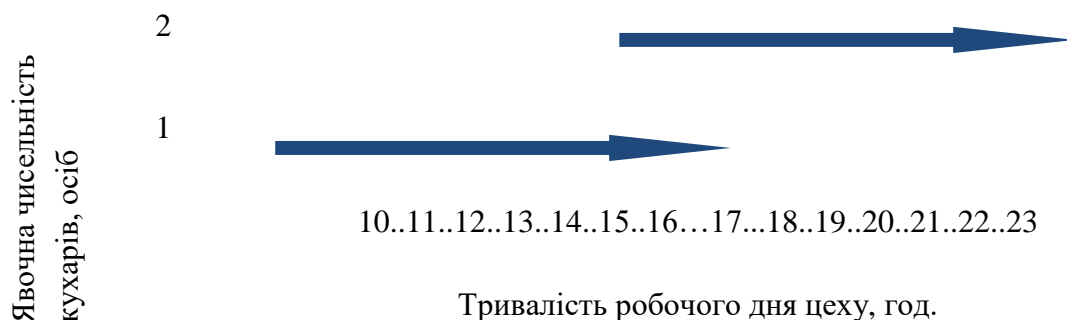 Явочна чисельність
кухарів, осіб
2
1
10..11..12..13..14..15..16…17...18..19..20..21..22..23
Тривалість робочого дня цеху, год.